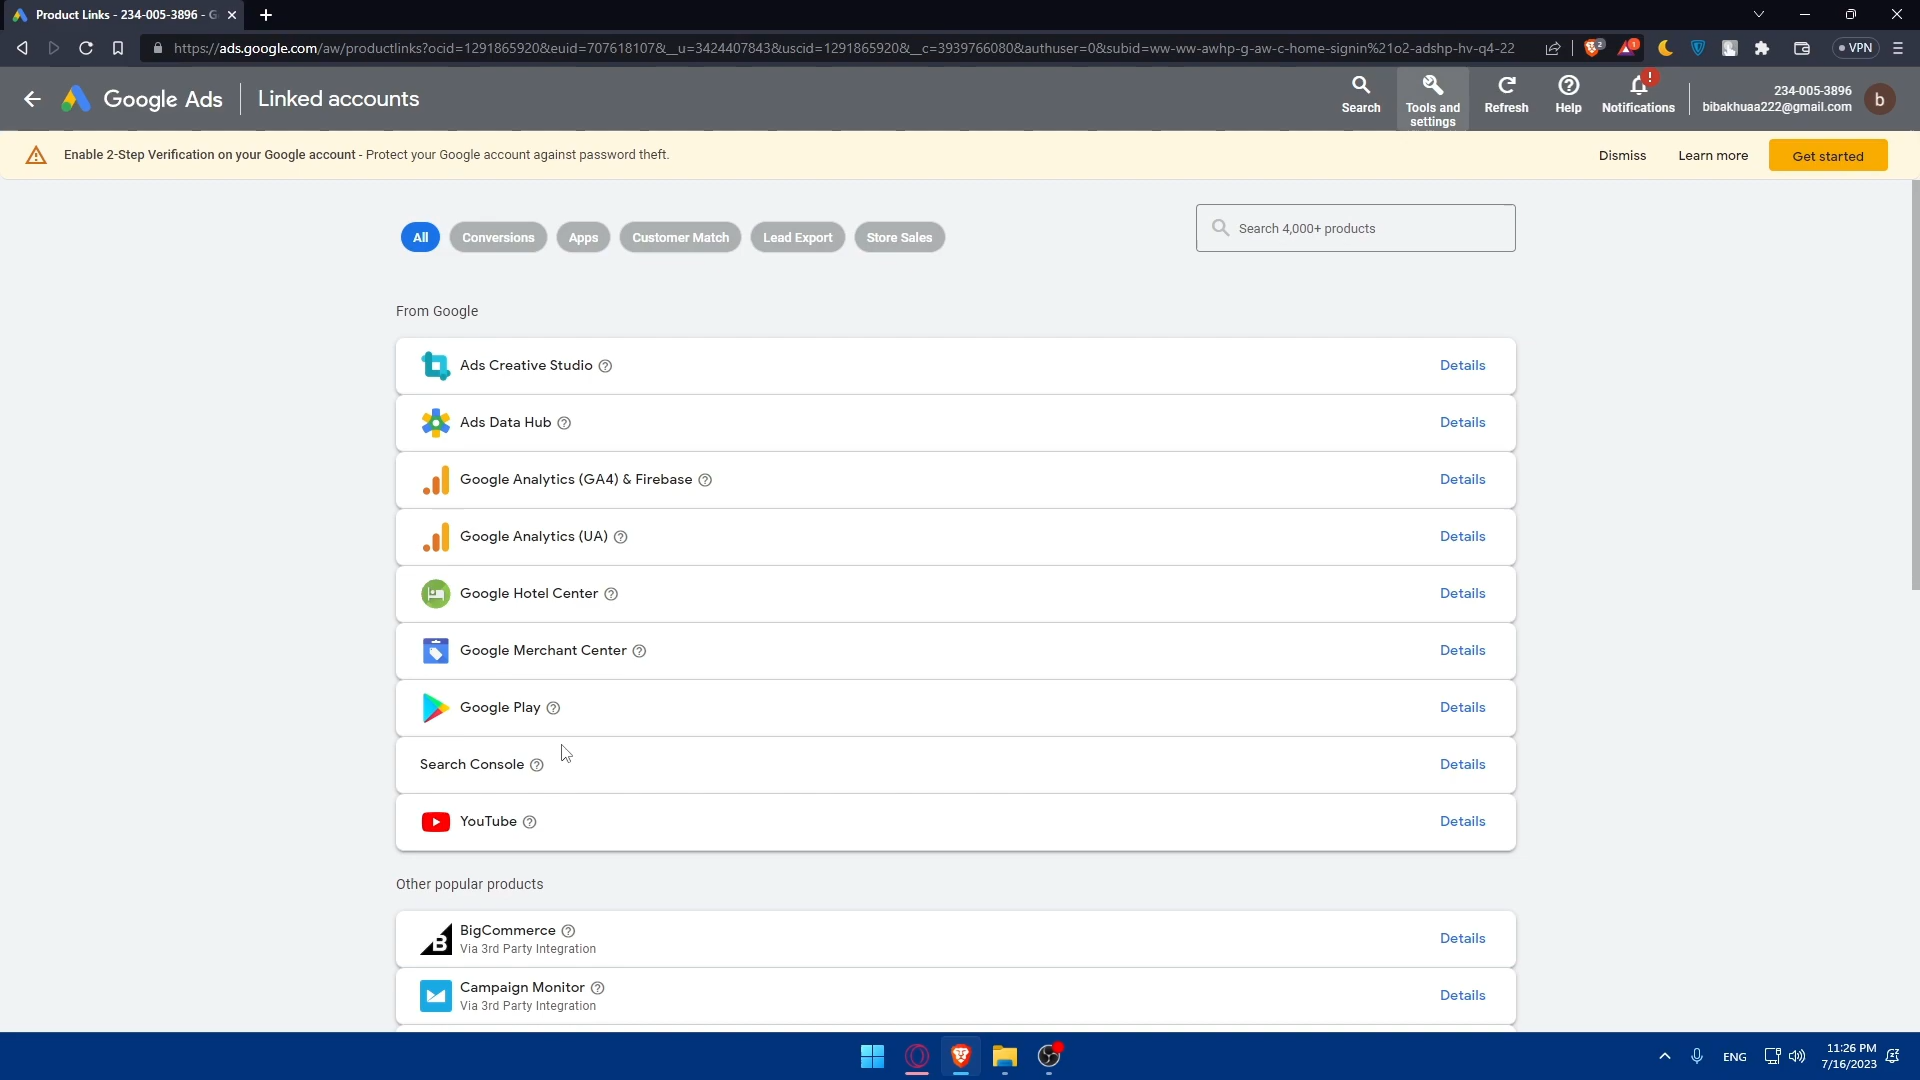 Product Links - 234-005-3896 - G
https://ads.google.com/aw/productlinks?ocid=1291865920&euid=707618107&__u=3424407843&uscid=1291865920&__c=3939766080&authuser=0&subid=ww-ww-awhp-g-aw-c-home-signin%21o2-adshp-hv-q4-22
2
1
VPN
Google Ads
Linked accounts
Search
Tools and
settings
Refresh
Help
!
Notifications
234-005-3896
bibakhuaa222@gmail.com
b
Enable 2-Step Verification on your Google account - Protect your Google account against password theft.
Dismiss
Learn more
Get started
All
Conversions
Apps
Customer Match
Lead Export
Store Sales
Search 4,000+ products
From Google
Ads Creative Studio
Details
Ads Data Hub
Details
Google Analytics (GA4) & Firebase
Details
Google Analytics (UA)
Details
Google Hotel Center
Details
Google Merchant Center
Details
Google Play
Details
Search Console
Details
YouTube
Details
Other popular products
B
BigCommerce
Via 3rd Party Integration
Details
Campaign Monitor
Via 3rd Party Integration
Details
ENG
11:26 PM
7/16/2023